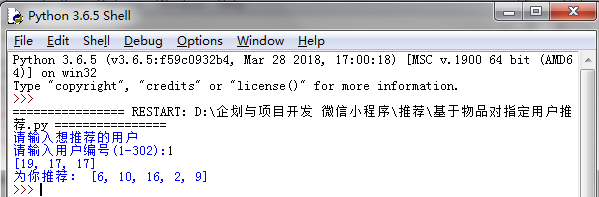 Python 3.6.5 Shell
File Edit Shell Debug Options Window Help
Python 3.6.5 (v3.6.5:f59c0932b4, Mar 28 2018, 17:00:18) [MSC v.1900 64 bit (AMD6
4)] on win32
Type "copyright", "credits" or "license()" for more information.
>>>
================ RESTART: D:\企划与项目开发 微信小程序\推荐\基于物品对指定用户推
荐.py ================
请输入想推荐的用户
请输入用户编号(1-302):1
[19, 17, 17]
为你推荐: [6, 10, 16, 2, 9]
>>>